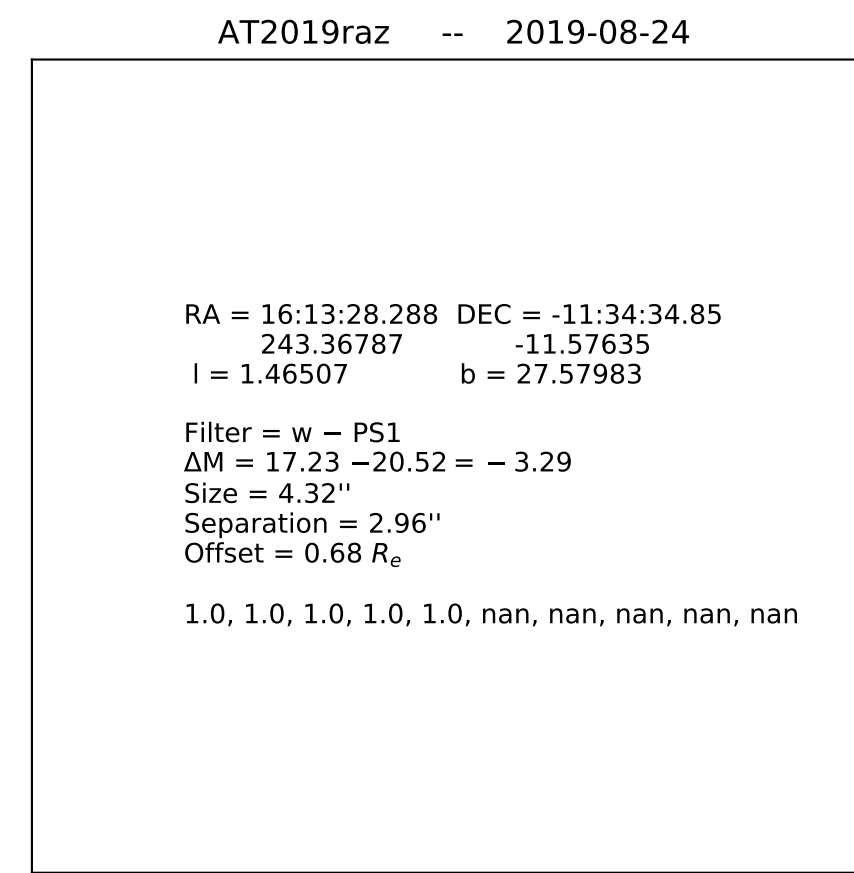 AT2019raz -- 2019-08-24
RA = 16:13:28.288 DEC = -11:34:34.85
243.36787 -11.57635
l = 1.46507 b = 27.57983
Filter = w − PS1
ΔM = 17.23 −20.52 = − 3.29
Size = 4.32''
Separation = 2.96''
Offset = 0.68 Rₑ
1.0, 1.0, 1.0, 1.0, 1.0, nan, nan, nan, nan, nan